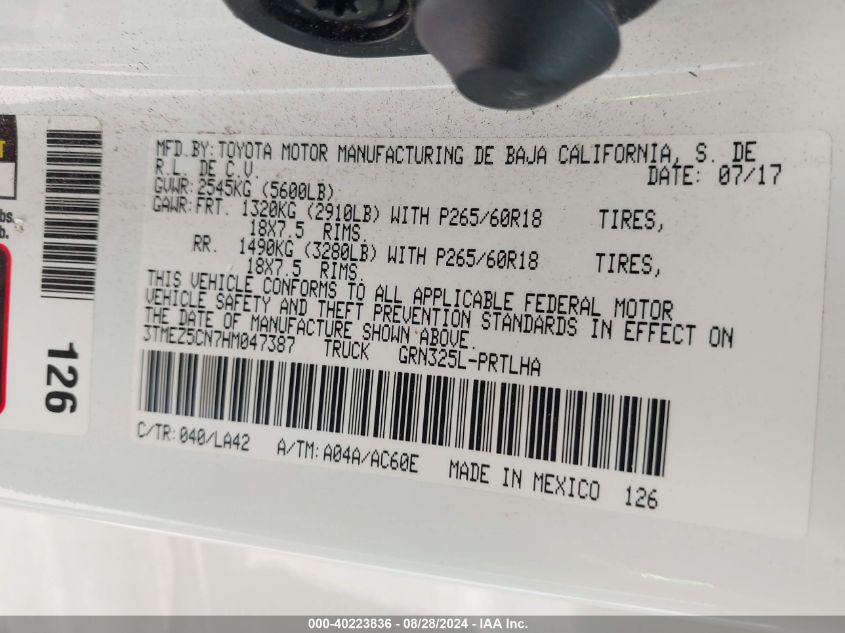 MFD.BY:TOYOTA MOTOR MANUFACTURING DE BAJA CALIFORNIA, S. DE
R.L. DE C.V. DATE: 07/17
GVWR:2545KG (5600LB)
GAWR:FRT. 1320KG (2910LB) WITH P265/60R18 TIRES,
18X7.5 RIMS.
RR. 1490KG (3280LB) WITH P265/60R18 TIRES,
18X7.5 RIMS.
THIS VEHICLE CONFORMS TO ALL APPLICABLE FEDERAL MOTOR
VEHICLE SAFETY AND THEFT PREVENTION STANDARDS IN EFFECT ON
THE DATE OF MANUFACTURE SHOWN ABOVE.
3TMEZ5CN7HM047387 TRUCK GRN325L-PRTLHA
C/TR:040/LA42 A/TM:A04A/AC60E MADE IN MEXICO 126
lbs.
b.
126
000-40223836 - 08/28/2024 - IAA Inc.